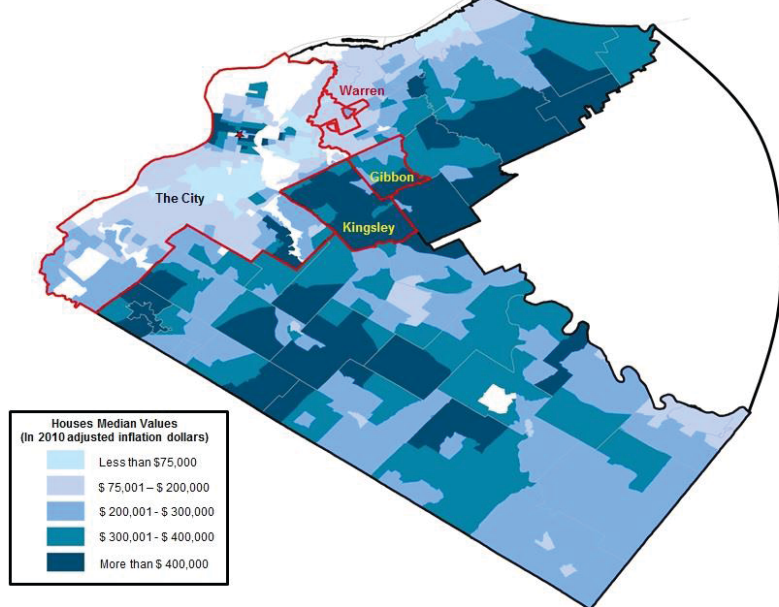 Warren
Gibbon
The City
Kingsley
Houses Median Values
(In 2010 adjusted inflation dollars)
Less than $75,000
$ 75,001 – $ 200,000
$ 200,001 - $ 300,000
$ 300,001 - $ 400,000
More than $ 400,000